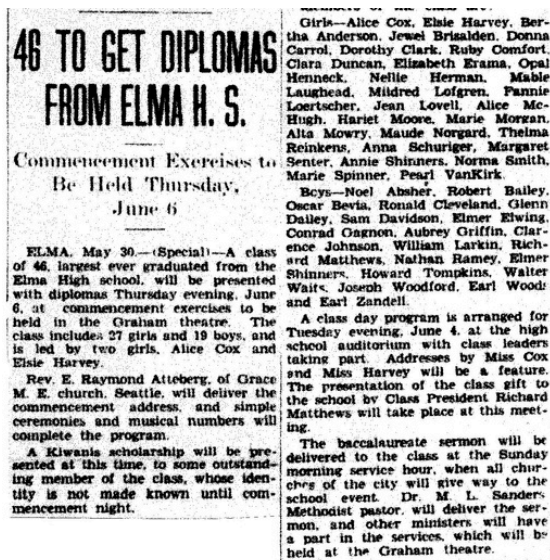 46 TO GET DIPLOMAS
FROM ELMA H. S.
Commencement Exercises to
Be Held Thursday,
June 6
ELMA, May 30.—(Special)—A class
of 46, largest ever graduated from the
Elma High school, will be presented
with diplomas Thursday evening, June
6, at commencement exercises to be
held in the Graham theatre. The
class includes 27 girls and 19 boys, and
is led by two girls, Alice Cox and
Elsie Harvey.
Rev. E. Raymond Atteberg, of Grace
M. E. church, Seattle, will deliver the
commencement address, and simple
ceremonies and musical numbers will
complete the program.
A Kiwanis scholarship will be pre-
sented at this time, to some outstand-
ing member of the class, whose iden-
tity is not made known until com-
mencement night.
members of the class are:
Girls—Alice Cox, Elsie Harvey, Ber-
tha Anderson, Jewel Brisalden, Donna
Carrol, Dorothy Clark, Ruby Comfort,
Clara Duncan, Elizabeth Erama, Opal
Henneck, Nellie Herman, Mable
Laughead, Mildred Lofgren, Fannie
Loertscher, Jean Lovell, Alice Mc-
Hugh, Hariet Moore, Marie Morgan,
Alta Mowry, Maude Norgard, Thelma
Reinkens, Anna Schuriger, Margaret
Senter, Annie Shinners, Norma Smith,
Marie Spinner, Pearl VanKirk.
Boys—Noel Absher, Robert Bailey,
Oscar Bevia, Ronald Cleveland, Glenn
Dailey, Sam Davidson, Elmer Elwing,
Conrad Gagnon, Aubrey Griffin, Clar-
ence Johnson, William Larkin, Rich-
ard Matthews, Nathan Ramey, Elmer
Shinners, Howard Tompkins, Walter
Waits, Joseph Woodford, Earl Woods
and Earl Zandell.
A class day program is arranged for
Tuesday evening, June 4, at the high
school auditorium with class leaders
taking part. Addresses by Miss Cox
and Miss Harvey will be a feature.
The presentation of the class gift to
the school by Class President Richard
Matthews will take place at this meet-
ing.
The baccalaureate sermon will be
delivered to the class at the Sunday
morning service hour, when all chur-
ches of the city will give way to the
school event. Dr. M. L. Sanders
Methodist pastor, will deliver the ser-
mon, and other ministers will have
a part in the services, which will be
held at the Graham theatre.